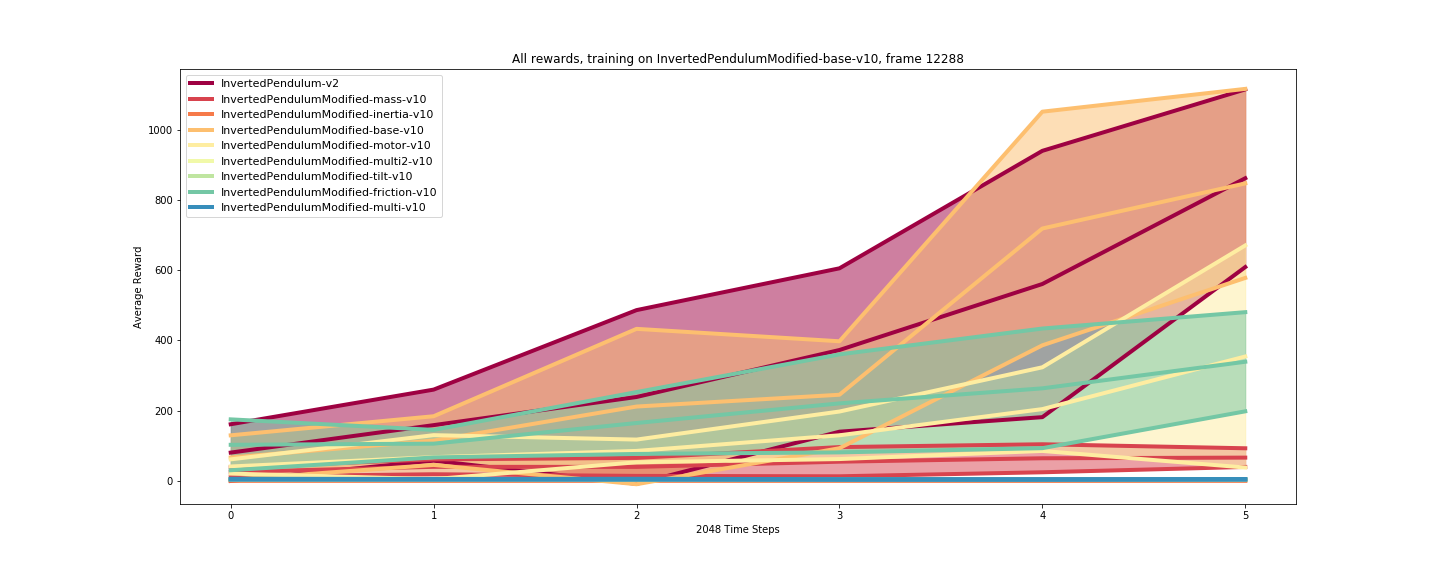 All rewards, training on InvertedPendulumModified-base-v10, frame 12288
InvertedPendulum-v2
InvertedPendulumModified-mass-v10
InvertedPendulumModified-inertia-v10
InvertedPendulumModified-base-v10
InvertedPendulumModified-motor-v10
InvertedPendulumModified-multi2-v10
InvertedPendulumModified-tilt-v10
InvertedPendulumModified-friction-v10
InvertedPendulumModified-multi-v10
Average Reward
1000
800
600
400
200
0
0 1 2 3 4 5
2048 Time Steps